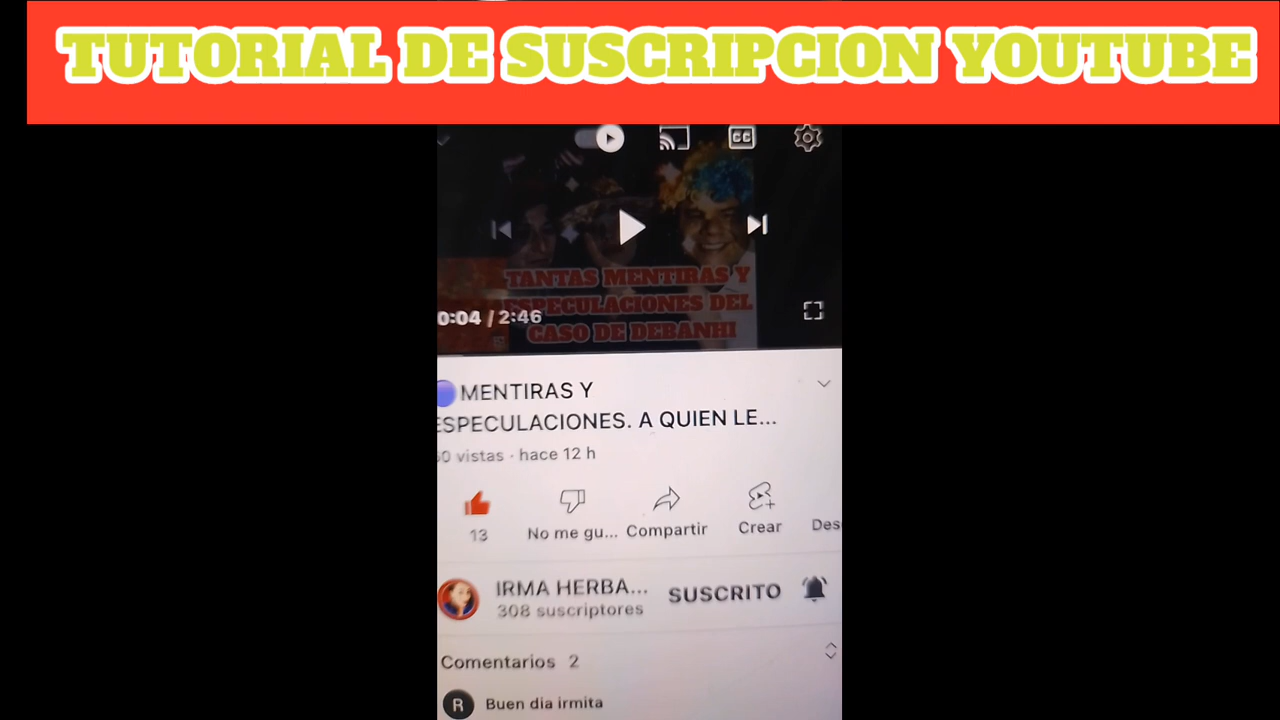 TUTORIAL DE SUSCRIPCION YOUTUBE
CC
TANTAS MENTIRAS Y
ESPECULACIONES DEL
CASO DE DEBANHI
0:04 / 2:46
MENTIRAS Y
ESPECULACIONES. A QUIEN LE...
vistas · hace 12 h
13
No me gu...
Compartir
Crear
Des
IRMA HERBA...
308 suscriptores
SUSCRITO
Comentarios 2
R
Buen dia irmita